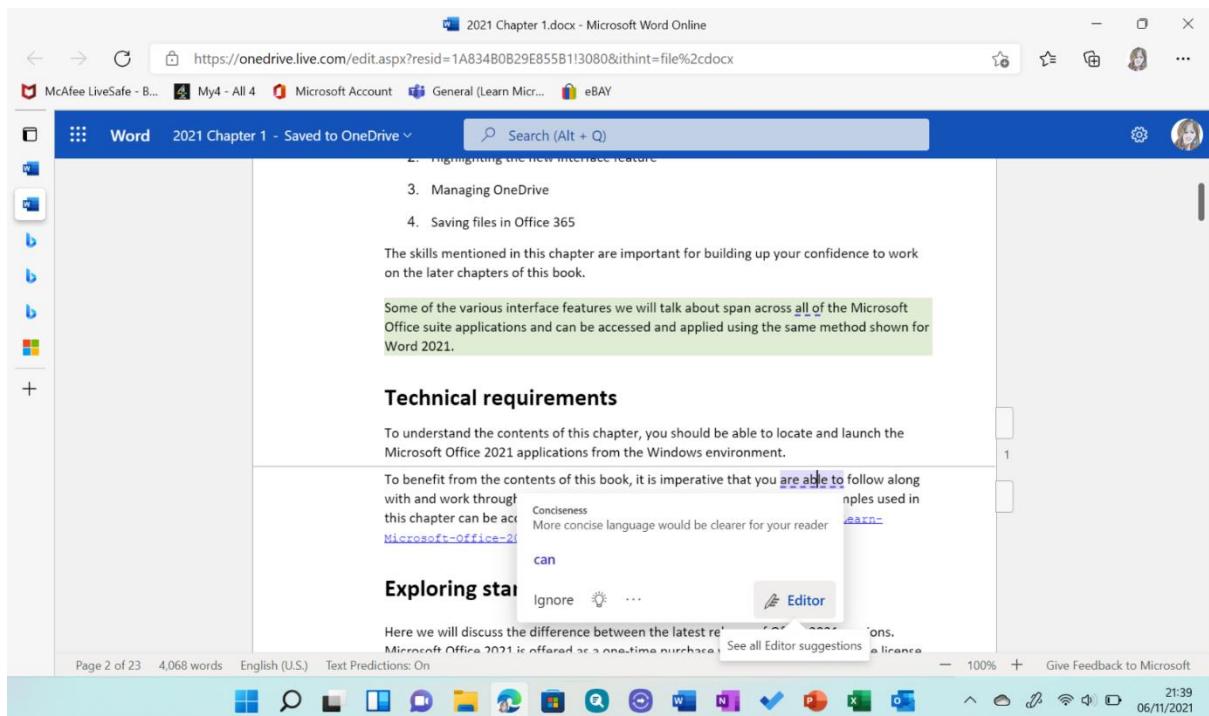 2021 Chapter 1.docx - Microsoft Word Online
https://onedrive.live.com/edit.aspx?resid=1A834B0B29E855B1!3080&ithint=file%2cdocx
McAfee LiveSafe - B... My4 - All 4 Microsoft Account General (Learn Micr... eBAY
Word 2021 Chapter 1 - Saved to OneDrive Search (Alt + Q)
2. Highlighting the new interface feature
3. Managing OneDrive
4. Saving files in Office 365
The skills mentioned in this chapter are important for building up your confidence to work
on the later chapters of this book.
Some of the various interface features we will talk about span across all of the Microsoft
Office suite applications and can be accessed and applied using the same method shown for
Word 2021.
Technical requirements
To understand the contents of this chapter, you should be able to locate and launch the
Microsoft Office 2021 applications from the Windows environment.
1
To benefit from the contents of this book, it is imperative that you are able to follow along
with and work through mples used in
this chapter can be acc earn-
Microsoft-Office-20
Conciseness
More concise language would be clearer for your reader
can
Ignore ... Editor
See all Editor suggestions
Exploring star
Here we will discuss the difference between the latest ons.
Microsoft Office 2021 is offered as a one-time purchase e license
Page 2 of 23 4,068 words English (U.S.) Text Predictions: On 100% Give Feedback to Microsoft
21:39
06/11/2021